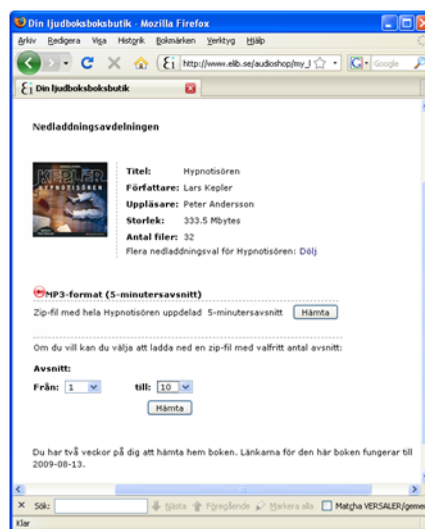 Din ljudboksboksbutik - Mozilla Firefox
Arkiv Redigera Visa Historik Bokmärken Verktyg Hjälp
http://www.elib.se/audioshop/my_l
Google
Din ljudboksboksbutik
Nedladdningsavdelningen
KEPLER
HYPNOTISÖREN
Titel: Hypnotisören
Författare: Lars Kepler
Uppläsare: Peter Andersson
Storlek: 333.5 Mbytes
Antal filer: 32
Flera nedladdningsval för Hypnotisören: Dölj
MP3-format (5-minutersavsnitt)
Zip-fil med hela Hypnotisören uppdelad 5-minutersavsnitt Hämta
Om du vill kan du välja att ladda ned en zip-fil med valfritt antal avsnitt:
Avsnitt:
Från: 1 till: 10
Hämta
Du har två veckor på dig att hämta hem boken. Länkarna för den här boken fungerar till
2009-08-13.
Sök: Nästa Föregående Markera alla Matcha VERSALER/gemer
Klar